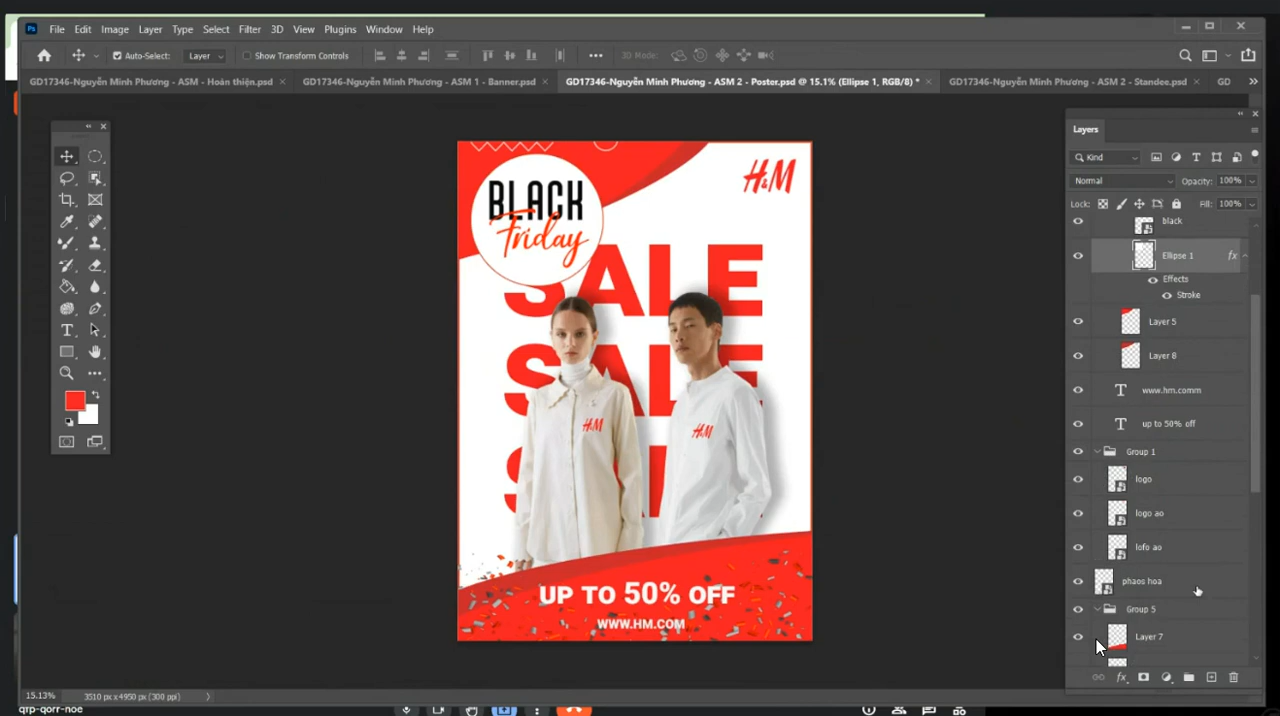 File Edit Image Layer Type Select Filter 3D View Plugins Window Help
Auto-Select: Layer Show Transform Controls 3D Mode:
GD17346-Nguyễn Minh Phương - ASM - Hoàn thiện.psd
GD17346-Nguyễn Minh Phương - ASM 1 - Banner.psd
GD17346-Nguyễn Minh Phương - ASM 2 - Poster.psd @ 15.1% (Ellipse 1, RGB/8) *
GD17346-Nguyễn Minh Phương - ASM 2 - Standee.psd
GD
BLACK
Friday
H&M
SALE
SALE
SALE
H&M
H&M
UP TO 50% OFF
WWW.HM.COM
Layers
Kind
Normal Opacity: 100%
Lock: Fill: 100%
black
Ellipse 1 fx
Effects
Stroke
Layer 5
Layer 8
T www.hm.comm
T up to 50% off
Group 1
logo
logo ao
lofo ao
phaos hoa
Group 5
Layer 7
15.13% 3510 px x 4950 px (300 ppi)
qfp-qorr-hoe